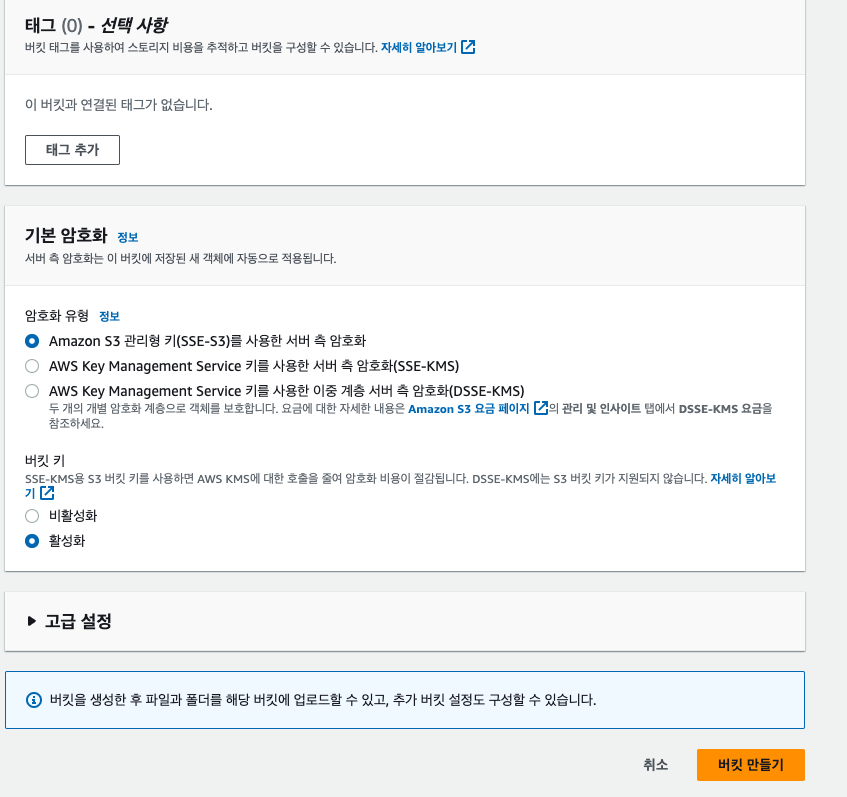 태그 (0) - 선택 사항
버킷 태그를 사용하여 스토리지 비용을 추적하고 버킷을 구성할 수 있습니다. 자세히 알아보기
이 버킷과 연결된 태그가 없습니다.
태그 추가
기본 암호화 정보
서버 측 암호화는 이 버킷에 저장된 새 객체에 자동으로 적용됩니다.
암호화 유형 정보
Amazon S3 관리형 키(SSE-S3)를 사용한 서버 측 암호화
AWS Key Management Service 키를 사용한 서버 측 암호화(SSE-KMS)
AWS Key Management Service 키를 사용한 이중 계층 서버 측 암호화(DSSE-KMS)
두 개의 개별 암호화 계층으로 객체를 보호합니다. 요금에 대한 자세한 내용은 Amazon S3 요금 페이지의 관리 및 인사이트 탭에서 DSSE-KMS 요금을
참조하세요.
버킷 키
SSE-KMS용 S3 버킷 키를 사용하면 AWS KMS에 대한 호출을 줄여 암호화 비용이 절감됩니다. DSSE-KMS에는 S3 버킷 키가 지원되지 않습니다. 자세히 알아보
기
비활성화
활성화
고급 설정
버킷을 생성한 후 파일과 폴더를 해당 버킷에 업로드할 수 있고, 추가 버킷 설정도 구성할 수 있습니다.
취소
버킷 만들기